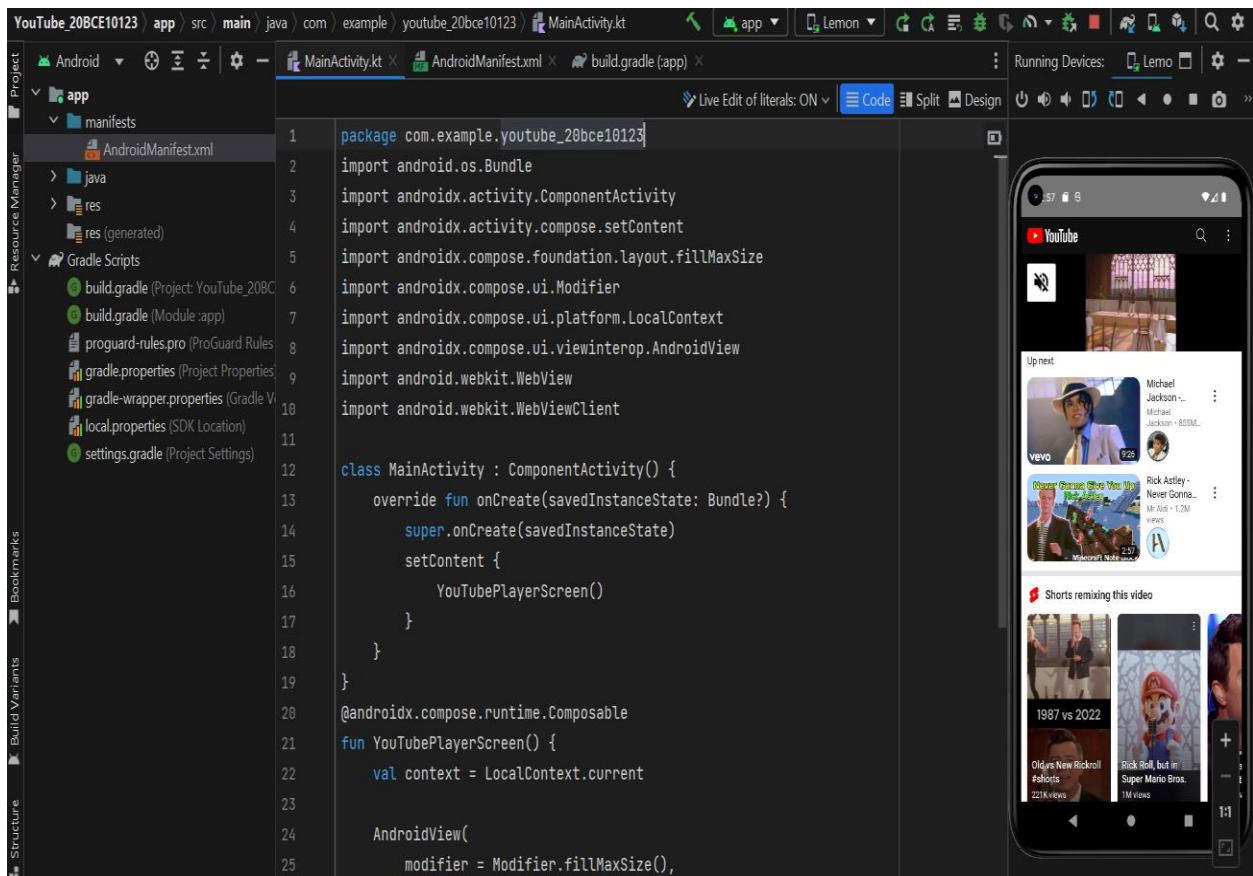 YouTube_20BCE10123 〉 app 〉 src 〉 main 〉 java 〉 com 〉 example 〉 youtube_20bce10123 〉 MainActivity.kt
app
Lemon
Project
Resource Manager
Bookmarks
Build Variants
Structure
Android
app
manifests
AndroidManifest.xml
java
res
res (generated)
Gradle Scripts
build.gradle (Project: YouTube_20BC
build.gradle (Module :app)
proguard-rules.pro (ProGuard Rules
gradle.properties (Project Properties)
gradle-wrapper.properties (Gradle V
local.properties (SDK Location)
settings.gradle (Project Settings)
MainActivity.kt
AndroidManifest.xml
build.gradle (:app)
Live Edit of literals: ON
Code
Split
Design
1 package com.example.youtube_20bce10123
2 import android.os.Bundle
3 import androidx.activity.ComponentActivity
4 import androidx.activity.compose.setContent
5 import androidx.compose.foundation.layout.fillMaxSize
6 import androidx.compose.ui.Modifier
7 import androidx.compose.ui.platform.LocalContext
8 import androidx.compose.ui.viewinterop.AndroidView
9 import android.webkit.WebView
10 import android.webkit.WebViewClient
11
12 class MainActivity : ComponentActivity() {
13 override fun onCreate(savedInstanceState: Bundle?) {
14 super.onCreate(savedInstanceState)
15 setContent {
16 YouTubePlayerScreen()
17 }
18 }
19 }
20 @androidx.compose.runtime.Composable
21 fun YouTubePlayerScreen() {
22 val context = LocalContext.current
23
24 AndroidView(
25 modifier = Modifier.fillMaxSize(),
Running Devices:
Lemo
:57
YouTube
Up next
Michael
Jackson -...
Michael
Jackson • 855M...
vevo
9:26
Never Gonna Give You Up
Rick Astley
Minecraft Note Block
2:57
Rick Astley -
Never Gonna...
Mr Aldi • 1.2M
views
Shorts remixing this video
1987 vs 2022
Old vs New Rickroll
#shorts
221K views
Rick Roll, but in
Super Mario Bros.
1M views
1:1